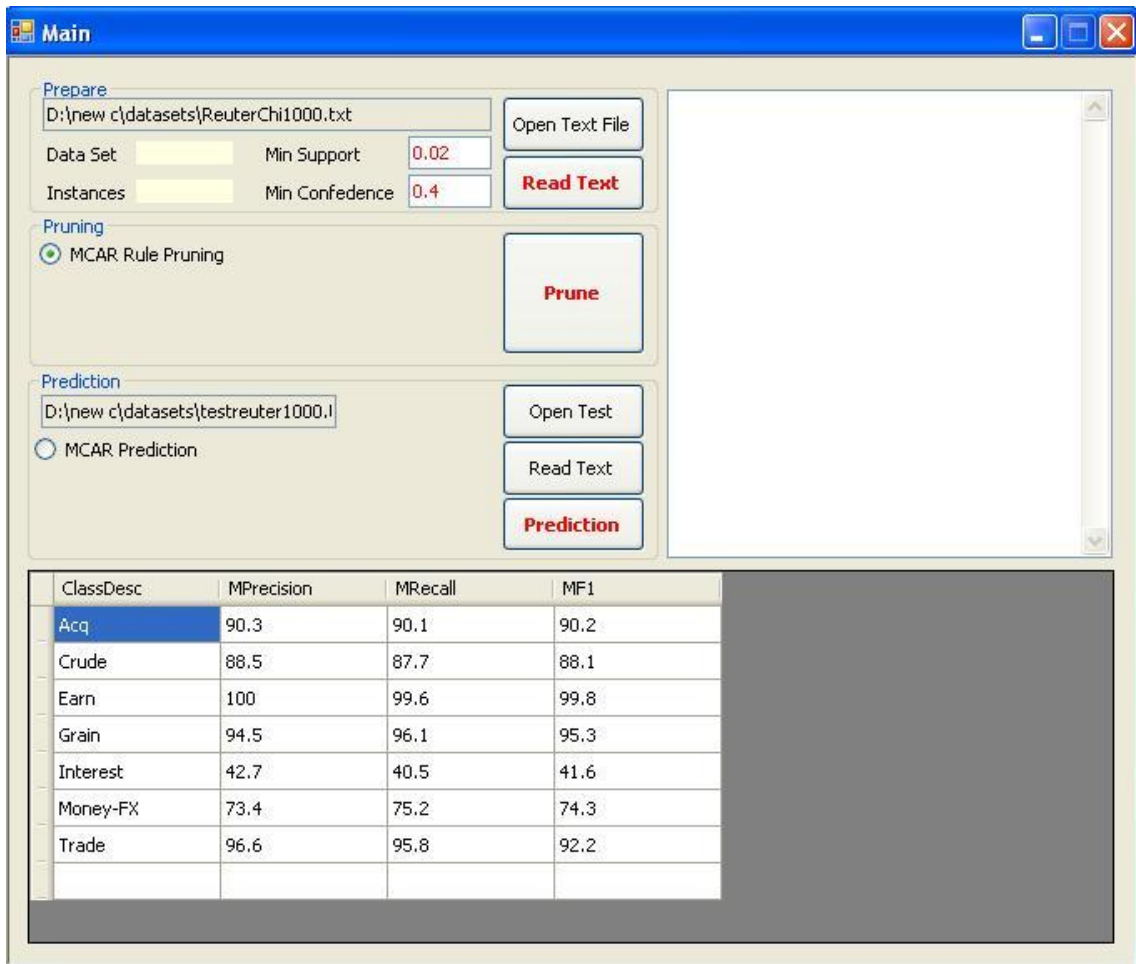 Main
Prepare
D:\new c\datasets\ReuterChi1000.txt
Open Text File
Data Set Min Support 0.02
Instances Min Confedence 0.4
Read Text
Pruning
MCAR Rule Pruning
Prune
Prediction
D:\new c\datasets\testreuter1000.
Open Test
MCAR Prediction
Read Text
Prediction
ClassDesc MPrecision MRecall MF1
Acq 90.3 90.1 90.2
Crude 88.5 87.7 88.1
Earn 100 99.6 99.8
Grain 94.5 96.1 95.3
Interest 42.7 40.5 41.6
Money-FX 73.4 75.2 74.3
Trade 96.6 95.8 92.2